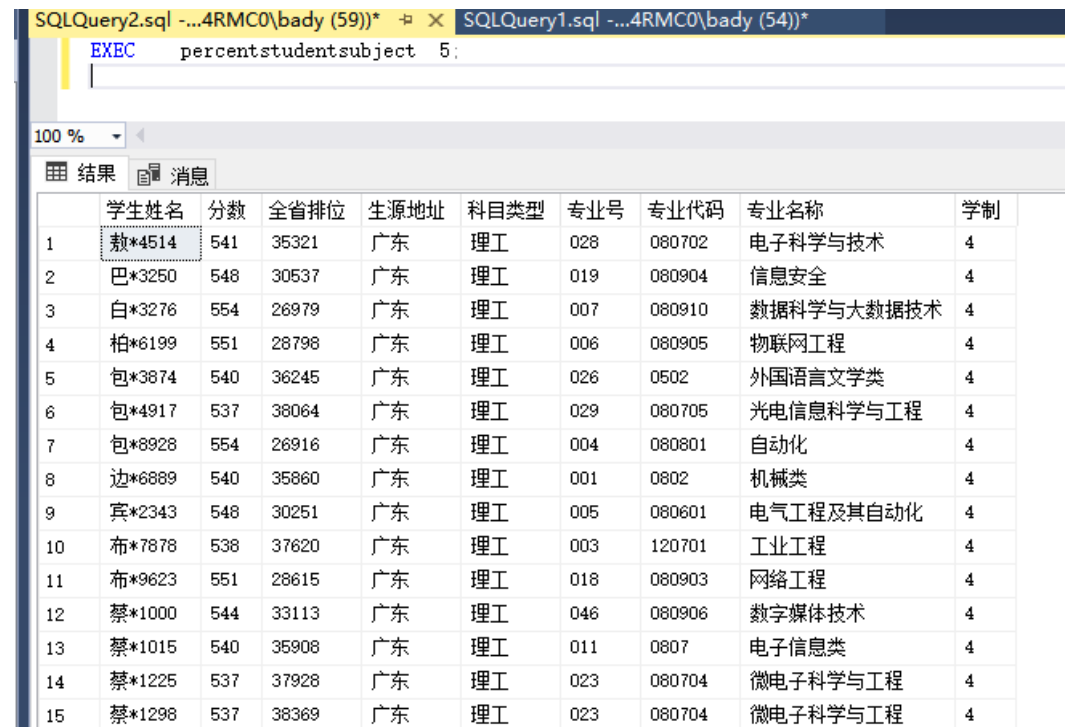 SQLQuery2.sql -...4RMC0\bady (59))* SQLQuery1.sql -...4RMC0\bady (54))*
EXEC percentstudentsubject 5;
100 %
结果 消息
学生姓名 分数 全省排位 生源地址 科目类型 专业号 专业代码 专业名称 学制
1 敖*4514 541 35321 广东 理工 028 080702 电子科学与技术 4
2 巴*3250 548 30537 广东 理工 019 080904 信息安全 4
3 白*3276 554 26979 广东 理工 007 080910 数据科学与大数据技术 4
4 柏*6199 551 28798 广东 理工 006 080905 物联网工程 4
5 包*3874 540 36245 广东 理工 026 0502 外国语言文学类 4
6 包*4917 537 38064 广东 理工 029 080705 光电信息科学与工程 4
7 包*8928 554 26916 广东 理工 004 080801 自动化 4
8 边*6889 540 35860 广东 理工 001 0802 机械类 4
9 宾*2343 548 30251 广东 理工 005 080601 电气工程及其自动化 4
10 布*7878 538 37620 广东 理工 003 120701 工业工程 4
11 布*9623 551 28615 广东 理工 018 080903 网络工程 4
12 蔡*1000 544 33113 广东 理工 046 080906 数字媒体技术 4
13 蔡*1015 540 35908 广东 理工 011 0807 电子信息类 4
14 蔡*1225 537 37928 广东 理工 023 080704 微电子科学与工程 4
15 蔡*1298 537 38369 广东 理工 023 080704 微电子科学与工程 4